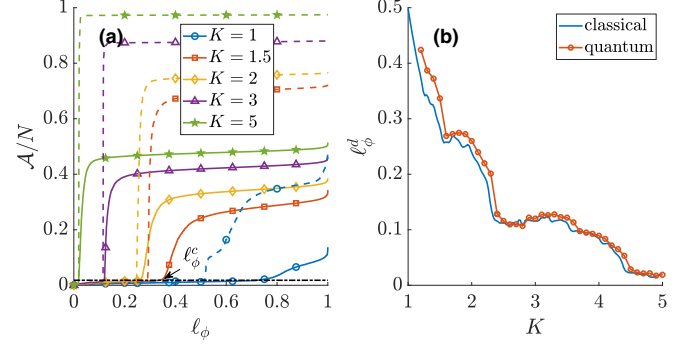 (a)
K = 1
K = 1.5
K = 2
K = 3
K = 5
ℓ_ϕ^c
𝒜/N
1
0.8
0.6
0.4
0.2
0
0 0.2 0.4 0.6 0.8 1
ℓ_ϕ
(b)
classical
quantum
ℓ_ϕ^d
0.5
0.4
0.3
0.2
0.1
0
1 2 3 4 5
K